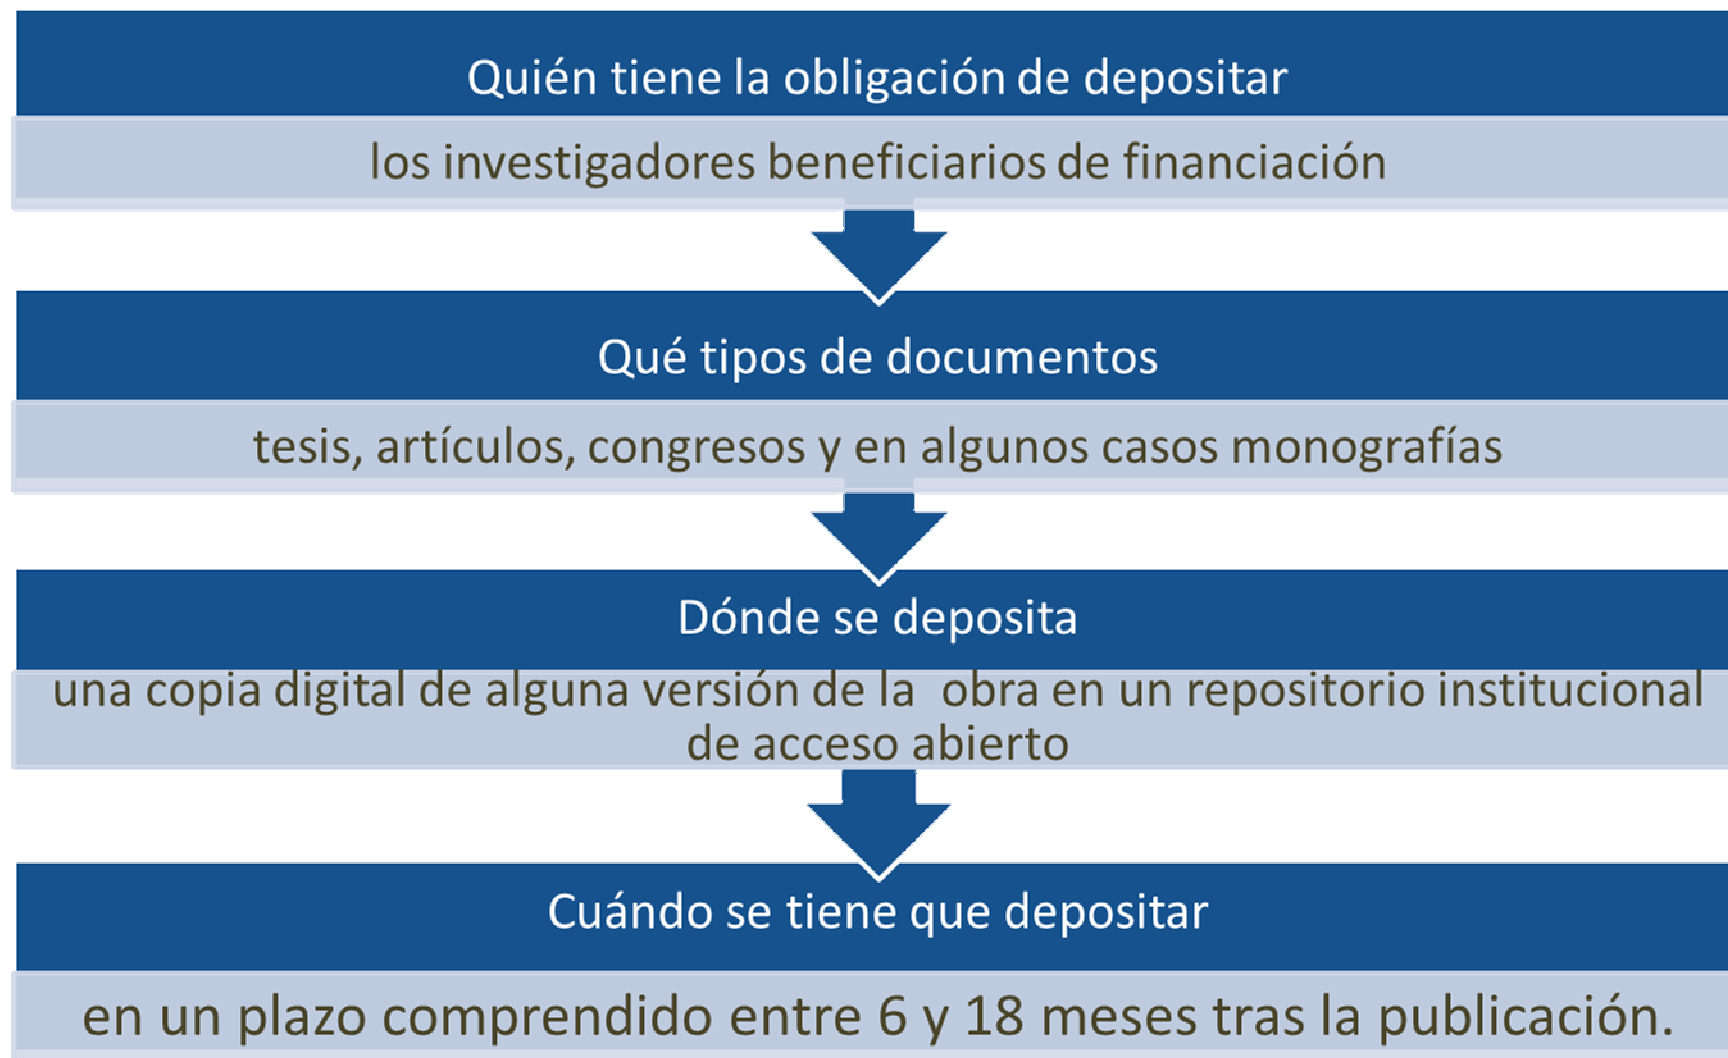 Quién tiene la obligación de depositar
los investigadores beneficiarios de financiación
Qué tipos de documentos
tesis, artículos, congresos y en algunos casos monografías
Dónde se deposita
una copia digital de alguna versión de la  obra en un repositorio institucional
de acceso abierto
Cuándo se tiene que depositar
en un plazo comprendido entre 6 y 18 meses tras la publicación.